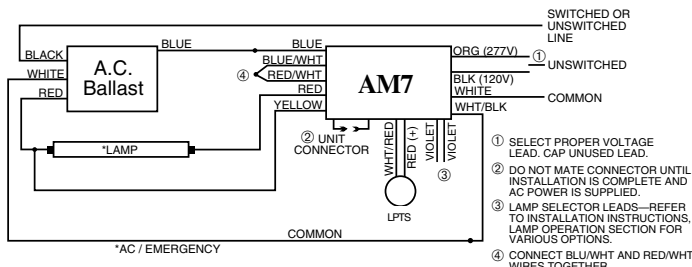 SWITCHED OR
UNSWITCHED
LINE
BLACK
WHITE
RED
A.C.
Ballast
BLUE
BLUE
BLUE/WHT
④
RED/WHT
RED
YELLOW
AM7
ORG (277V)
①
UNSWITCHED
BLK (120V)
WHITE
COMMON
WHT/BLK
*LAMP
② UNIT
CONNECTOR
WHT/RED
RED (+)
VIOLET
VIOLET
③
LPTS
COMMON
*AC / EMERGENCY
① SELECT PROPER VOLTAGE
LEAD. CAP UNUSED LEAD.
② DO NOT MATE CONNECTOR UNTIL
INSTALLATION IS COMPLETE AND
AC POWER IS SUPPLIED.
③ LAMP SELECTOR LEADS—REFER
TO INSTALLATION INSTRUCTIONS,
LAMP OPERATION SECTION FOR
VARIOUS OPTIONS.
④ CONNECT BLU/WHT AND RED/WHT
WIRES TOGETHER